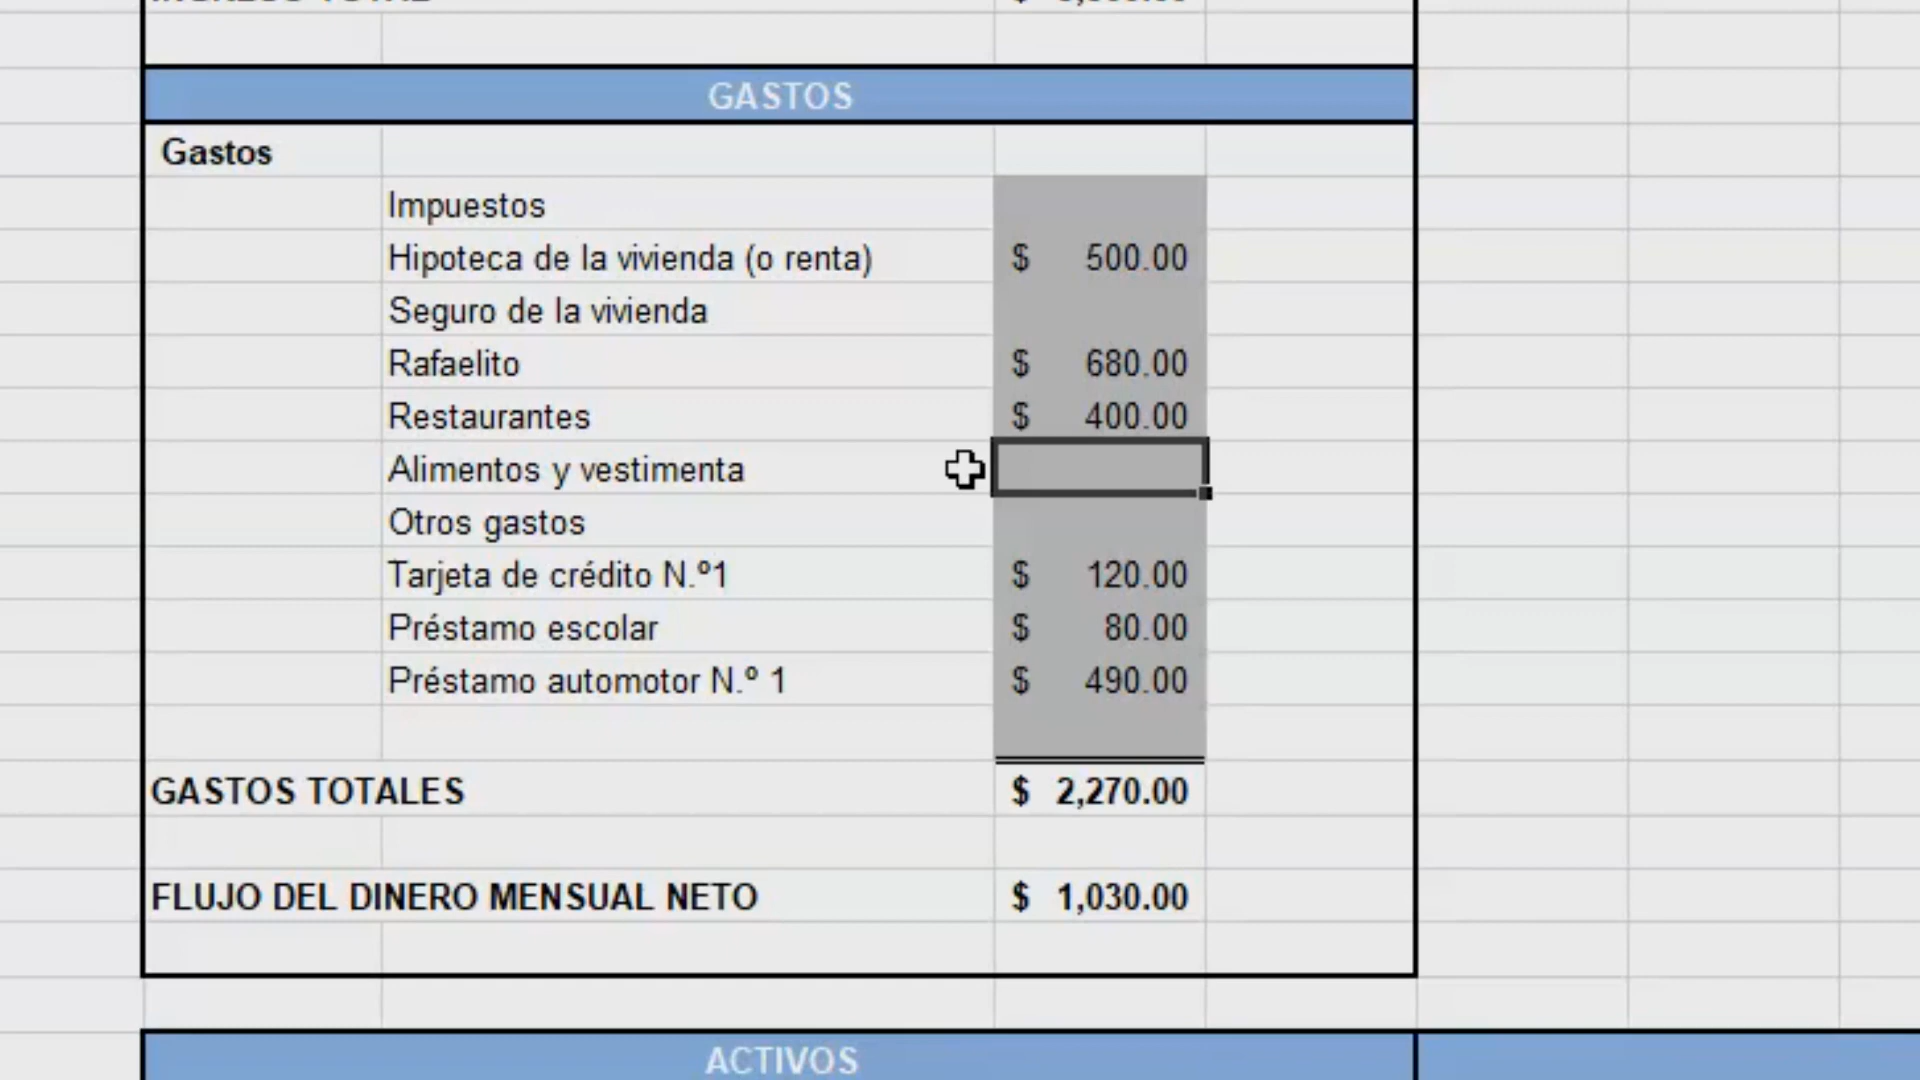 GASTOS
Gastos
Impuestos
Hipoteca de la vivienda (o renta) $ 500.00
Seguro de la vivienda
Rafaelito $ 680.00
Restaurantes $ 400.00
Alimentos y vestimenta
Otros gastos
Tarjeta de crédito N.º1 $ 120.00
Préstamo escolar $ 80.00
Préstamo automotor N.º 1 $ 490.00
GASTOS TOTALES $ 2,270.00
FLUJO DEL DINERO MENSUAL NETO $ 1,030.00
ACTIVOS